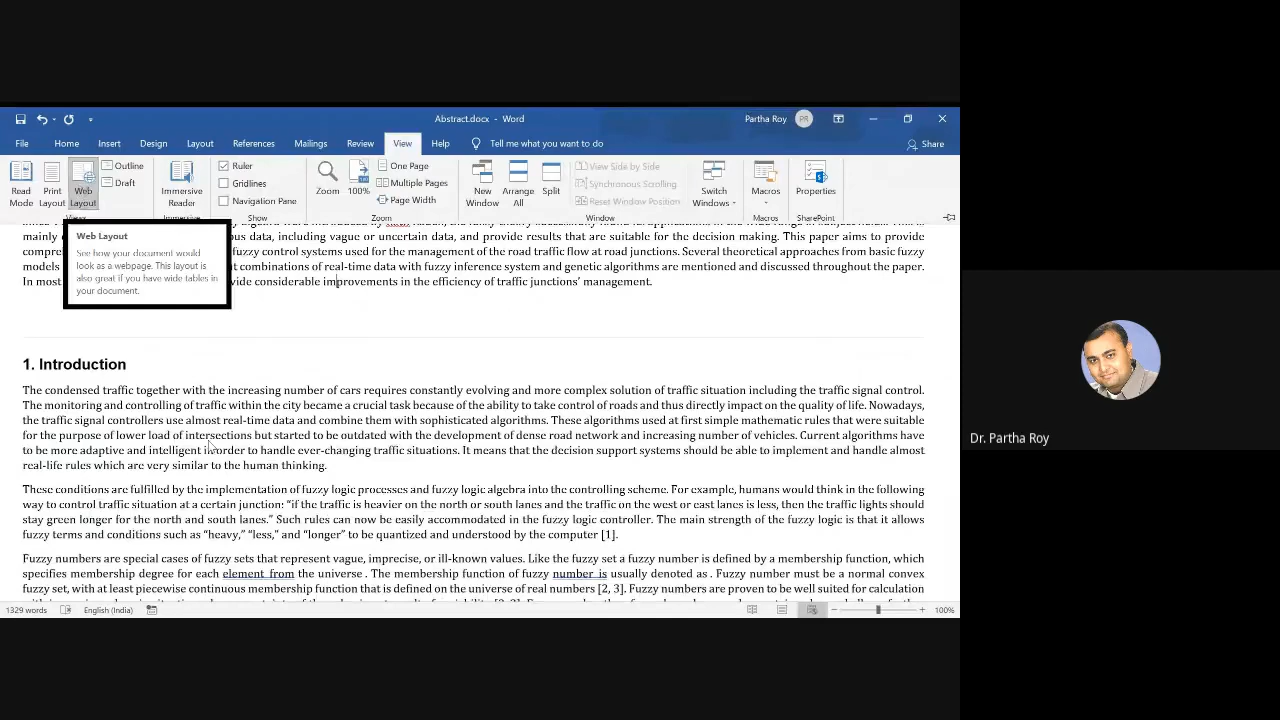 Abstract.docx - Word
Partha Roy
PR
File Home Insert Design Layout References Mailings Review View Help Tell me what you want to do
Share
Read Mode
Print Layout
Web Layout
Outline
Draft
Views
Immersive Reader
Immersive
Ruler
Gridlines
Navigation Pane
Show
Zoom
100%
One Page
Multiple Pages
Page Width
Zoom
New Window
Arrange All
Split
View Side by Side
Synchronous Scrolling
Reset Window Position
Window
Switch Windows
Macros
Macros
Properties
SharePoint
Web Layout
See how your document would
look as a webpage. This layout is
also great if you have wide tables in
your document.
mainly data, including vague or uncertain data, and provide results that are suitable for the decision making. This paper aims to provide
fuzzy control systems used for the management of the road traffic flow at road junctions. Several theoretical approaches from basic fuzzy
models combinations of real-time data with fuzzy inference system and genetic algorithms are mentioned and discussed throughout the paper.
In most considerable improvements in the efficiency of traffic junctions’ management.
1. Introduction
The condensed traffic together with the increasing number of cars requires constantly evolving and more complex solution of traffic situation including the traffic signal control.
The monitoring and controlling of traffic within the city became a crucial task because of the ability to take control of roads and thus directly impact on the quality of life. Nowadays,
the traffic signal controllers use almost real-time data and combine them with sophisticated algorithms. These algorithms used at first simple mathematic rules that were suitable
for the purpose of lower load of intersections but started to be outdated with the development of dense road network and increasing number of vehicles. Current algorithms have
to be more adaptive and intelligent in order to handle ever-changing traffic situations. It means that the decision support systems should be able to implement and handle almost
real-life rules which are very similar to the human thinking.
These conditions are fulfilled by the implementation of fuzzy logic processes and fuzzy logic algebra into the controlling scheme. For example, humans would think in the following
way to control traffic situation at a certain junction: “if the traffic is heavier on the north or south lanes and the traffic on the west or east lanes is less, then the traffic lights should
stay green longer for the north and south lanes.” Such rules can now be easily accommodated in the fuzzy logic controller. The main strength of the fuzzy logic is that it allows
fuzzy terms and conditions such as “heavy,” “less,” and “longer” to be quantized and understood by the computer [1].
Fuzzy numbers are special cases of fuzzy sets that represent vague, imprecise, or ill-known values. Like the fuzzy set a fuzzy number is defined by a membership function, which
specifies membership degree for each element from the universe . The membership function of fuzzy number is usually denoted as . Fuzzy number must be a normal convex
fuzzy set, with at least piecewise continuous membership function that is defined on the universe of real numbers [2, 3]. Fuzzy numbers are proven to be well suited for calculation
1329 words English (India) 100%
Dr. Partha Roy